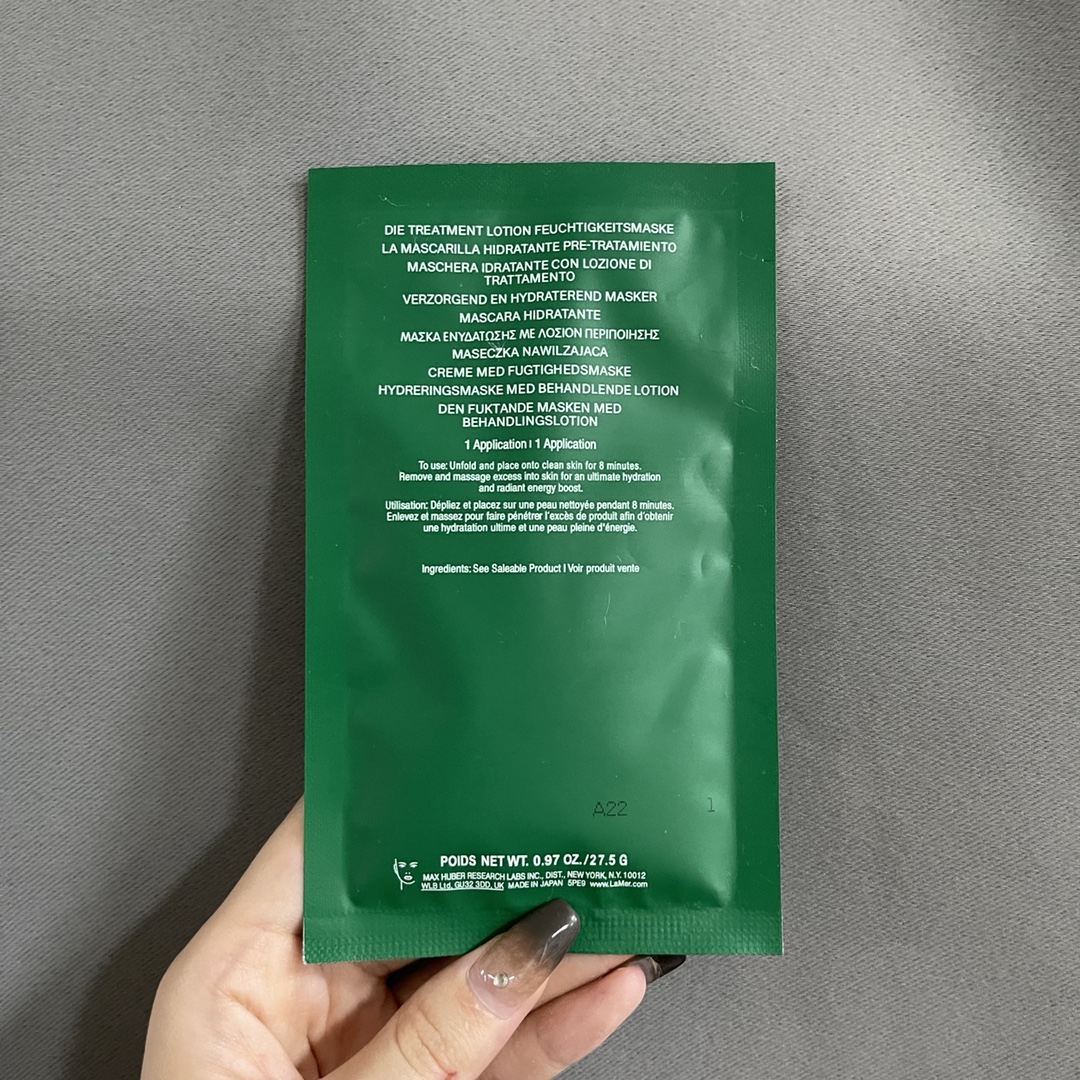 DIE TREATMENT LOTION FEUCHTIGKEITSMASKE
LA MASCARILLA HIDRATANTE PRE-TRATAMIENTO
MASCHERA IDRATANTE CON LOZIONE DI
TRATTAMENTO
VERZORGEND EN HYDRATEREND MASKER
MASCARA HIDRATANTE
ΜΑΣΚΑ ΕΝΥΔΑΤΩΣΗΣ ΜΕ ΛΟΣΙΟΝ ΠΕΡΙΠΟΙΗΣΗΣ
MASECZKA NAWILZAJACA
CREME MED FUGTIGHEDSMASKE
HYDRERINGSMASKE MED BEHANDLENDE LOTION
DEN FUKTANDE MASKEN MED
BEHANDLINGSLOTION
1 Application I 1 Application
To use: Unfold and place onto clean skin for 8 minutes.
Remove and massage excess into skin for an ultimate hydration
and radiant energy boost.
Utilisation: Dépliez et placez sur une peau nettoyée pendant 8 minutes.
Enlevez et massez pour faire pénétrer l'excès de produit afin d'obtenir
une hydratation ultime et une peau pleine d'énergie.
Ingredients: See Saleable Product I Voir produit vente
A22 1
POIDS NET WT. 0.97 OZ./27.5 G
MAX HUBER RESEARCH LABS INC., DIST., NEW YORK, N.Y. 10012
WLB Ltd. GU32 3DD, UK MADE IN JAPAN 5PE9 www.LaMer.com